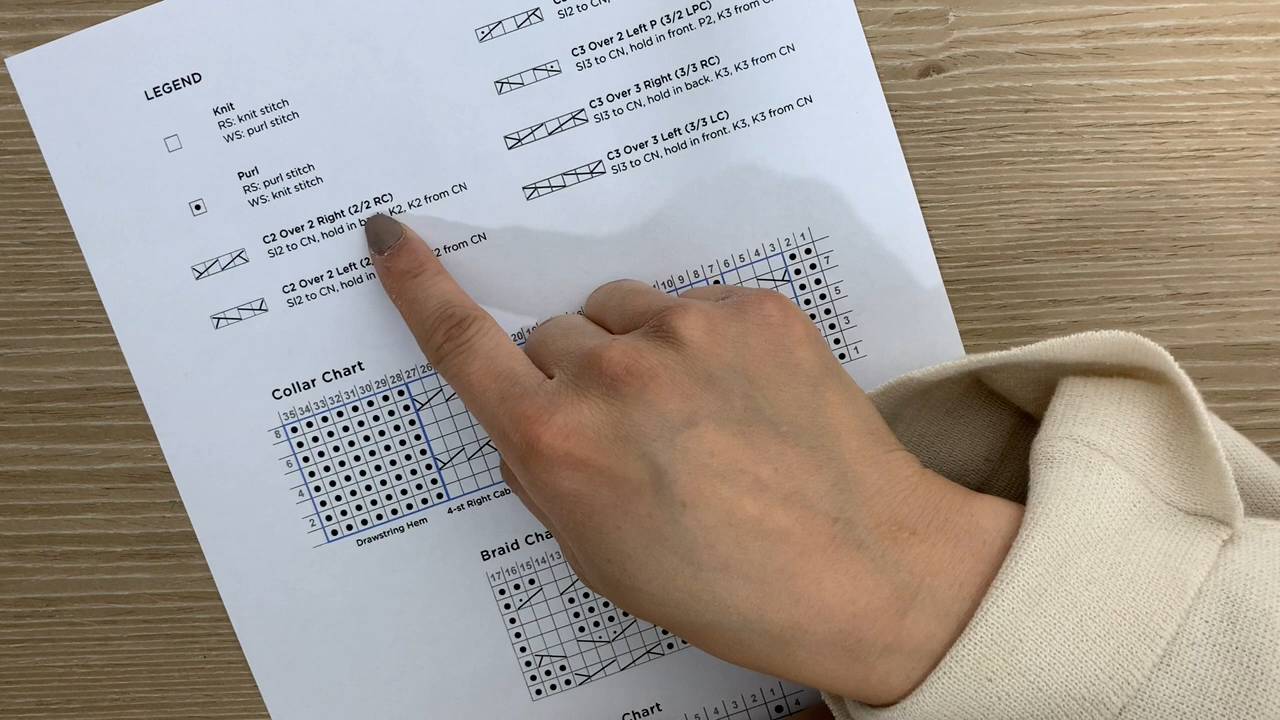 LEGEND
Knit
RS: knit stitch
WS: purl stitch
Purl
RS: purl stitch
WS: knit stitch
C2 Over 2 Right (2/2 RC)
Sl2 to CN, hold in K2, K2 from CN
C2 Over 2 Left
Sl2 to CN, hold in from CN
Sl2 to CN,
C3 Over 2 Left P (3/2 LPC)
Sl3 to CN, hold in front. P2, K3 from
C3 Over 3 Right (3/3 RC)
Sl3 to CN, hold in back. K3, K3 from CN
C3 Over 3 Left (3/3 LC)
Sl3 to CN, hold in front. K3, K3 from CN
Collar Chart
35 34 33 32 31 30 29 28 27 26 20 10 9 8 7 6 5 4 3 2 1
8
6
4
2
7
5
3
1
Drawstring Hem
4-st Right
Braid
17 16 15 14 13
Chart
5 4 3 2 1
4